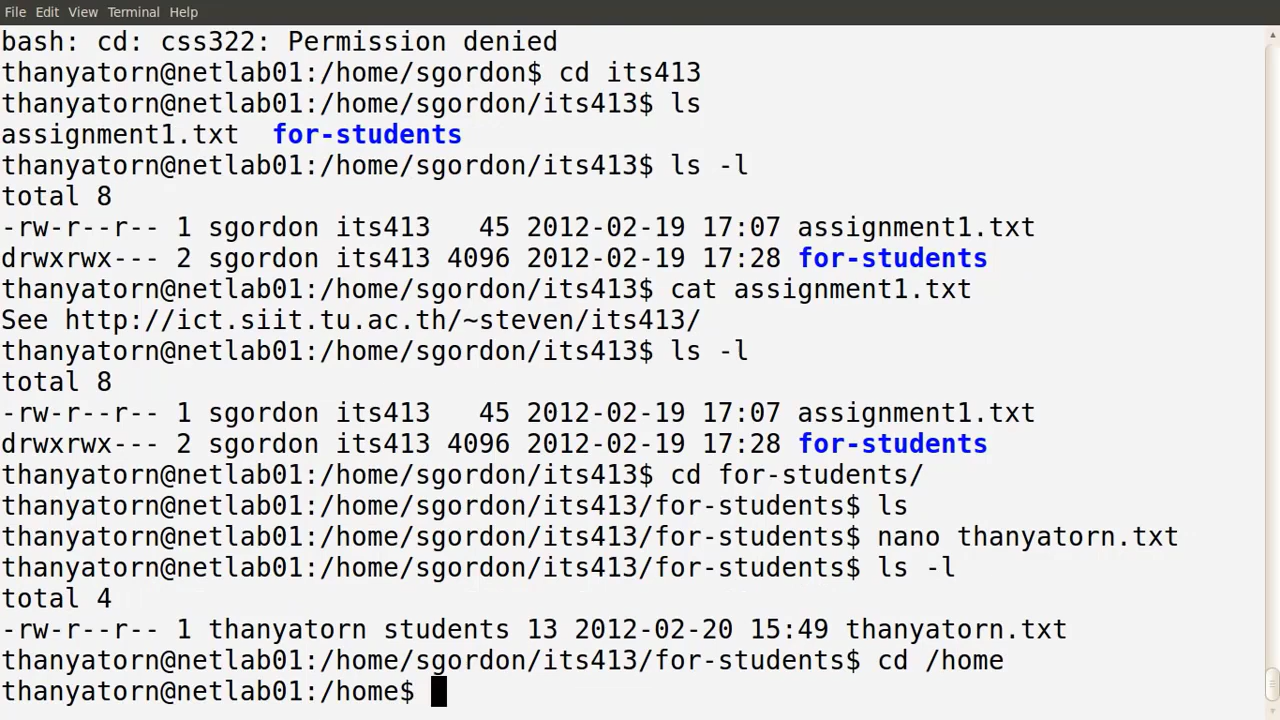 File Edit View Terminal Help
bash: cd: css322: Permission denied
thanyatorn@netlab01:/home/sgordon$ cd its413
thanyatorn@netlab01:/home/sgordon/its413$ ls
assignment1.txt  for-students
thanyatorn@netlab01:/home/sgordon/its413$ ls -l
total 8
-rw-r--r-- 1 sgordon its413   45 2012-02-19 17:07 assignment1.txt
drwxrwx--- 2 sgordon its413 4096 2012-02-19 17:28 for-students
thanyatorn@netlab01:/home/sgordon/its413$ cat assignment1.txt
See http://ict.siit.tu.ac.th/~steven/its413/
thanyatorn@netlab01:/home/sgordon/its413$ ls -l
total 8
-rw-r--r-- 1 sgordon its413   45 2012-02-19 17:07 assignment1.txt
drwxrwx--- 2 sgordon its413 4096 2012-02-19 17:28 for-students
thanyatorn@netlab01:/home/sgordon/its413$ cd for-students/
thanyatorn@netlab01:/home/sgordon/its413/for-students$ ls
thanyatorn@netlab01:/home/sgordon/its413/for-students$ nano thanyatorn.txt
thanyatorn@netlab01:/home/sgordon/its413/for-students$ ls -l
total 4
-rw-r--r-- 1 thanyatorn students 13 2012-02-20 15:49 thanyatorn.txt
thanyatorn@netlab01:/home/sgordon/its413/for-students$ cd /home
thanyatorn@netlab01:/home$